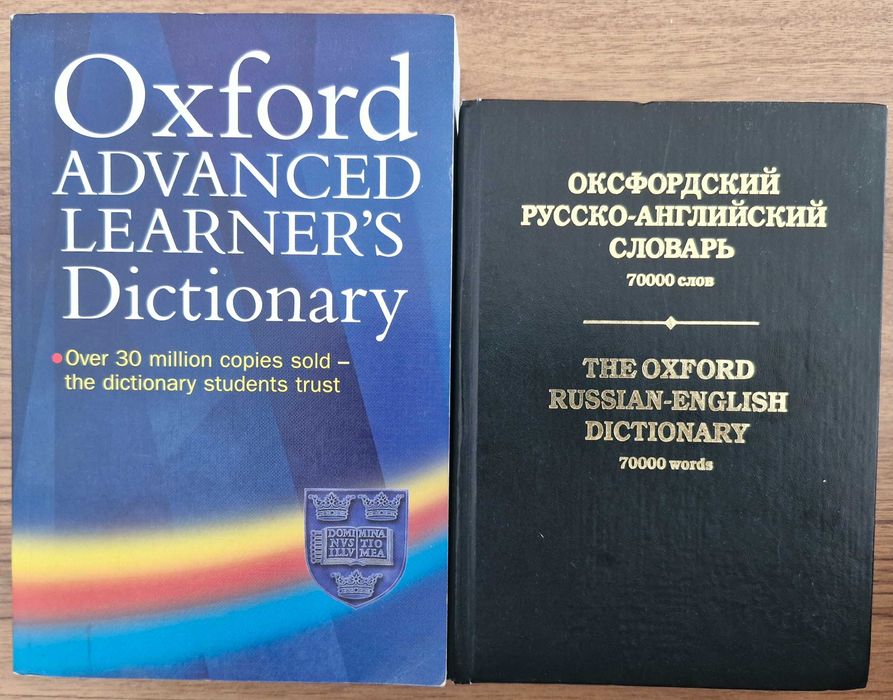 Oxford
ADVANCED
LEARNER'S
Dictionary
Over 30 million copies sold –
the dictionary students trust
DOMI MINA
NVS TIO
ILLV MEA
ОКСФОРДСКИЙ
РУССКО-АНГЛИЙСКИЙ
СЛОВАРЬ
70000 слов
THE OXFORD
RUSSIAN-ENGLISH
DICTIONARY
70000 words